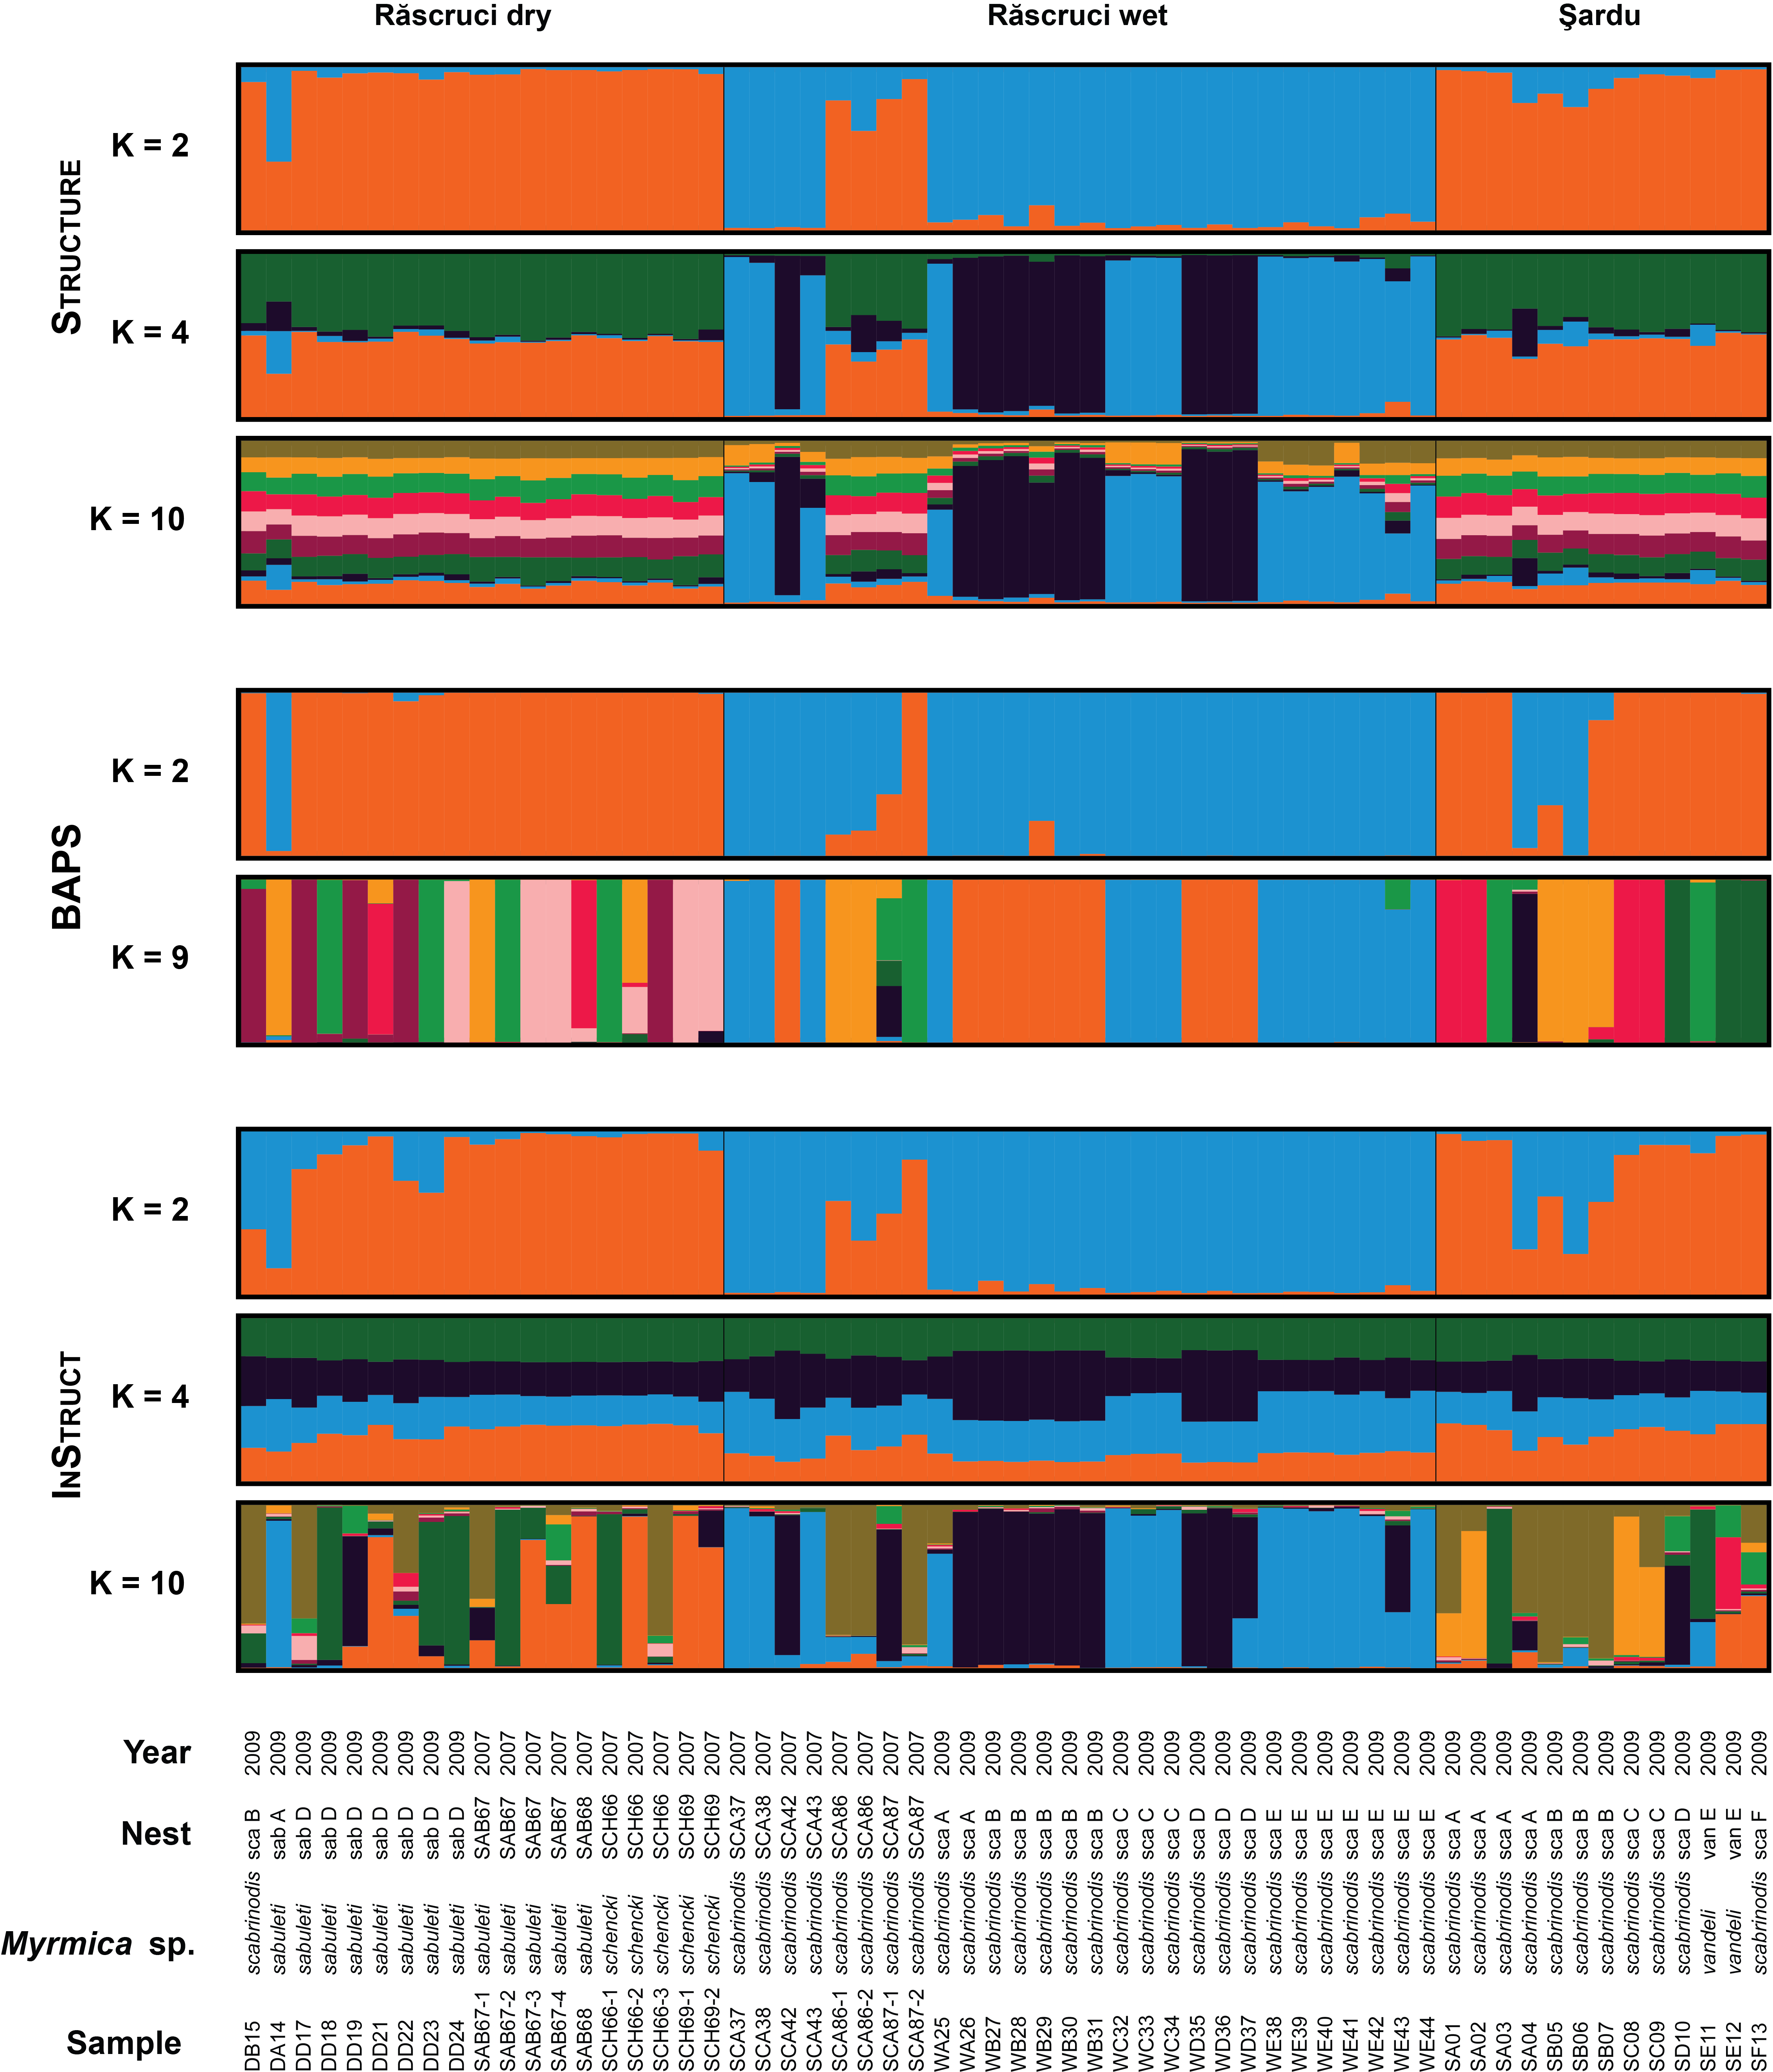 Răscruci dry Răscruci wet Şardu
STRUCTURE
K = 2
K = 4
K = 10
BAPS
K = 2
K = 9
INSTRUCT
K = 2
K = 4
K = 10
Year 2009 2009 2009 2009 2009 2009 2009 2009 2009 2007 2007 2007 2007 2007 2007 2007 2007 2007 2007 2007 2007 2007 2007 2007 2007 2007 2007 2009 2009 2009 2009 2009 2009 2009 2009 2009 2009 2009 2009 2009 2009 2009 2009 2009 2009 2009 2009 2009 2009 2009 2009 2009 2009 2009 2009 2009 2009 2009 2009 2009
Nest sca B sab A sab D sab D sab D sab D sab D sab D sab D SAB67 SAB67 SAB67 SAB67 SAB68 SCH66 SCH66 SCH66 SCH69 SCH69 SCA37 SCA38 SCA42 SCA43 SCA86 SCA86 SCA87 SCA87 sca A sca A sca B sca B sca B sca B sca B sca C sca C sca C sca D sca D sca D sca E sca E sca E sca E sca E sca E sca E sca A sca A sca A sca A sca B sca B sca B sca C sca C sca D van E van E sca F
Myrmica sp. scabrinodis sabuleti sabuleti sabuleti sabuleti sabuleti sabuleti sabuleti sabuleti sabuleti sabuleti sabuleti sabuleti sabuleti schencki schencki schencki schencki schencki scabrinodis scabrinodis scabrinodis scabrinodis scabrinodis scabrinodis scabrinodis scabrinodis scabrinodis scabrinodis scabrinodis scabrinodis scabrinodis scabrinodis scabrinodis scabrinodis scabrinodis scabrinodis scabrinodis scabrinodis scabrinodis scabrinodis scabrinodis scabrinodis scabrinodis scabrinodis scabrinodis scabrinodis scabrinodis scabrinodis scabrinodis scabrinodis scabrinodis scabrinodis scabrinodis scabrinodis scabrinodis scabrinodis vandeli vandeli scabrinodis
Sample DB15 DA14 DD17 DD18 DD19 DD21 DD22 DD23 DD24 SAB67-1 SAB67-2 SAB67-3 SAB67-4 SAB68 SCH66-1 SCH66-2 SCH66-3 SCH69-1 SCH69-2 SCA37 SCA38 SCA42 SCA43 SCA86-1 SCA86-2 SCA87-1 SCA87-2 WA25 WA26 WB27 WB28 WB29 WB30 WB31 WC32 WC33 WC34 WD35 WD36 WD37 WE38 WE39 WE40 WE41 WE42 WE43 WE44 SA01 SA02 SA03 SA04 SB05 SB06 SB07 SC08 SC09 SD10 SE11 SE12 SF13